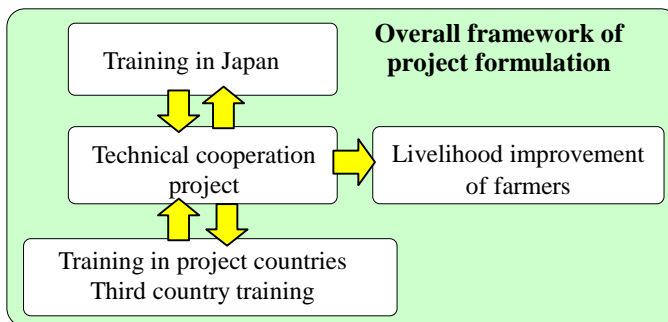 Overall framework of
project formulation
Training in Japan
Technical cooperation
project
Livelihood improvement
of farmers
Training in project countries
Third country training